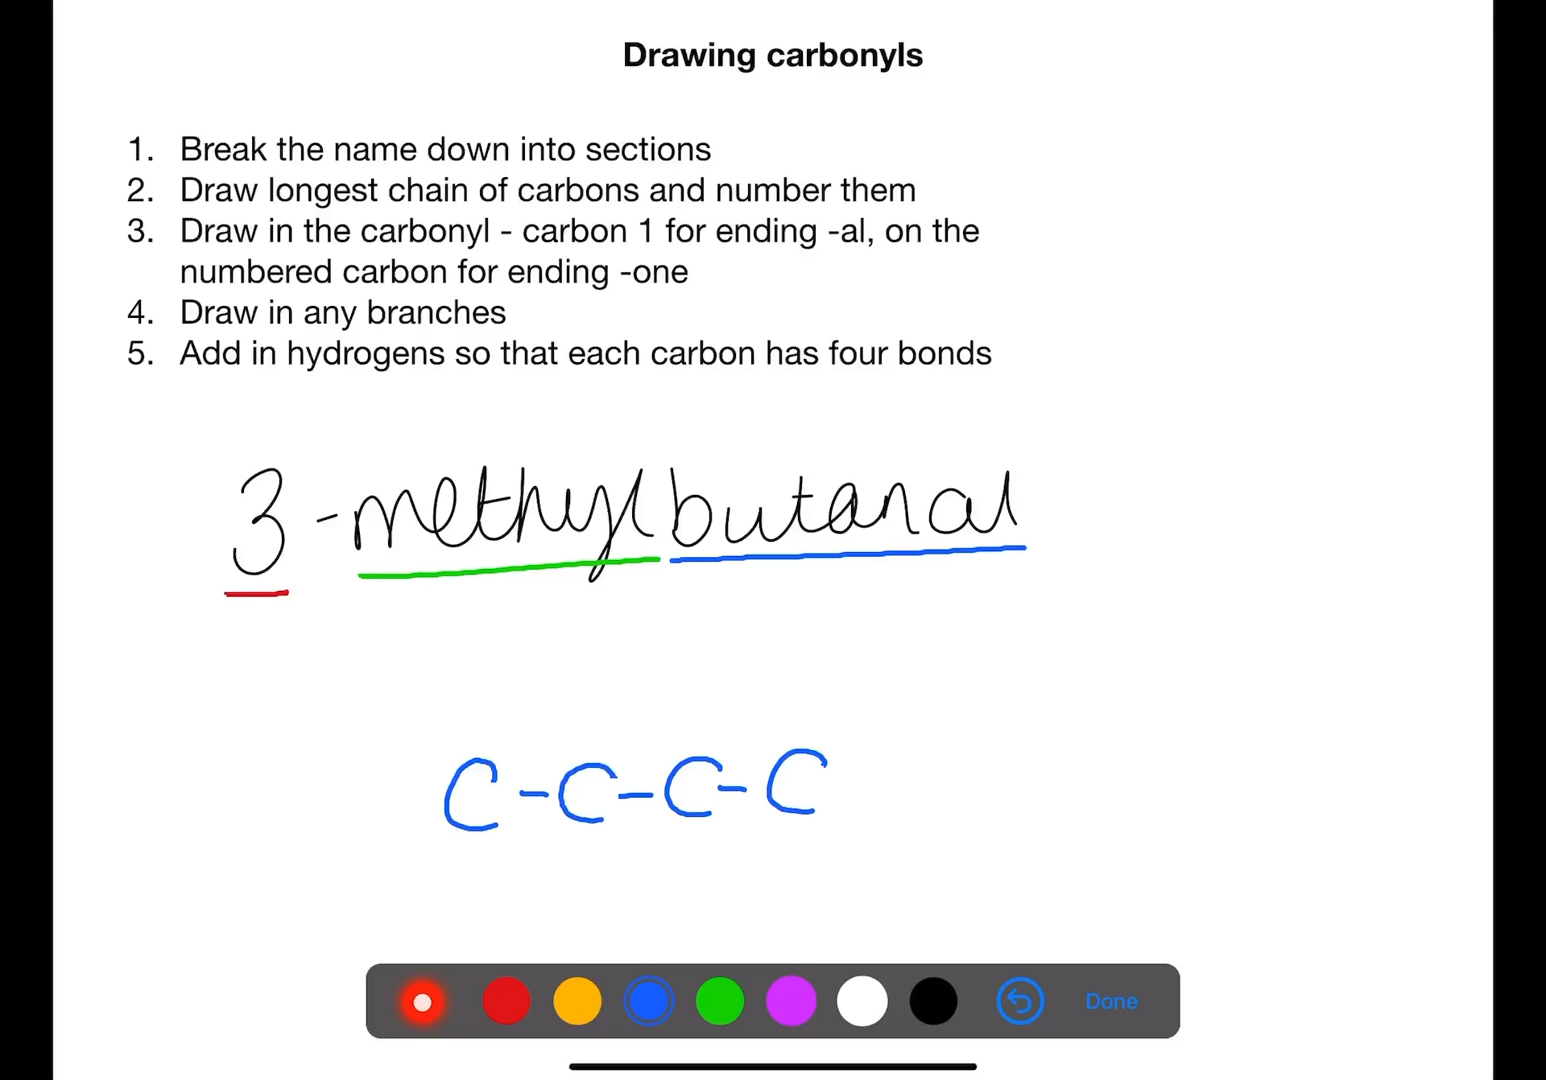 Drawing carbonyls
1. Break the name down into sections
2. Draw longest chain of carbons and number them
3. Draw in the carbonyl - carbon 1 for ending -al, on the
numbered carbon for ending -one
4. Draw in any branches
5. Add in hydrogens so that each carbon has four bonds
3-methylbutanal
C-C-C-C
Done